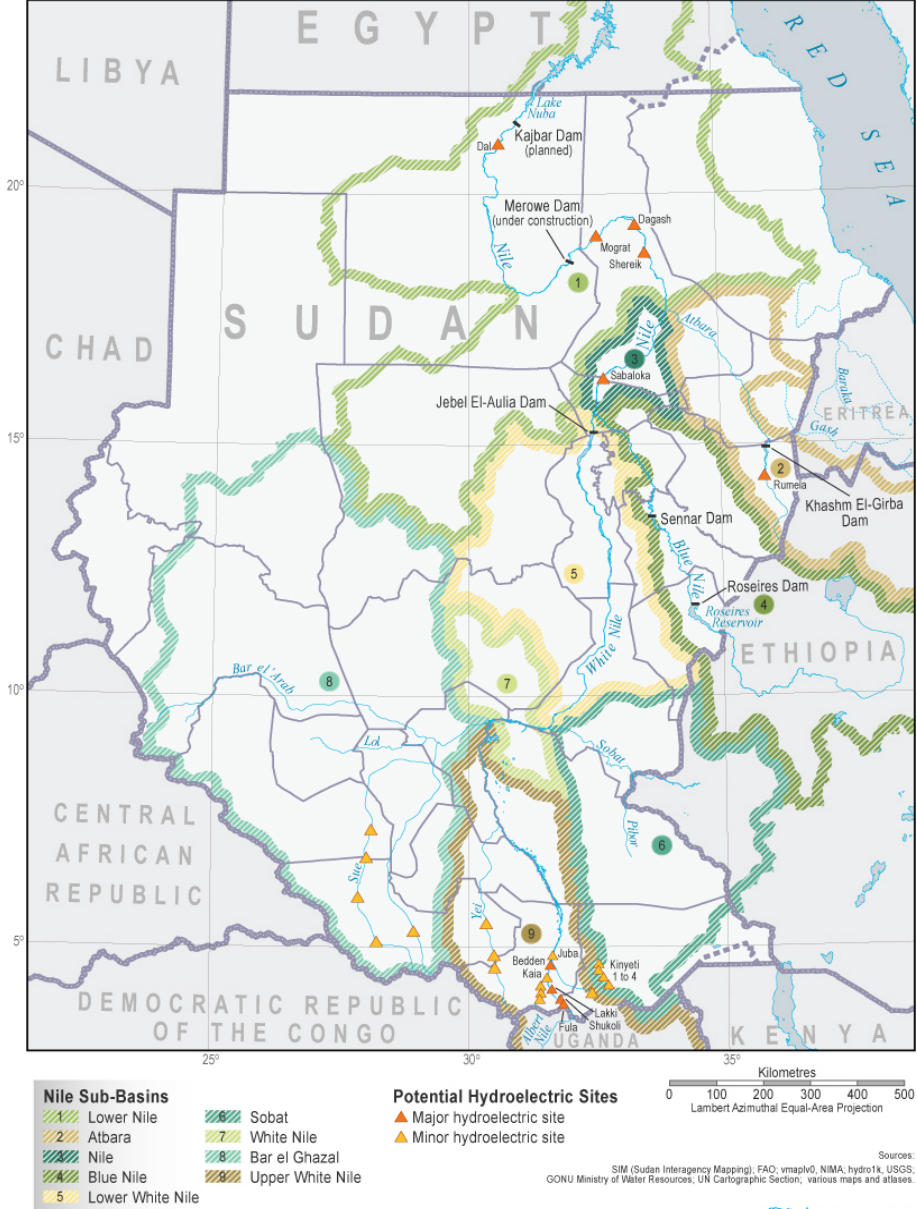 EGYPT
LIBYA
RED SEA
Lake
Nuba
Kajbar Dam
(planned)
Dal
20°
Merowe Dam
(under construction)
Dagash
Mograt
Shereik
Nile
1
SUDAN
CHAD
Atbara
Nile
3
Sabaloka
Baraka
ERITREA
Jebel El-Aulia Dam
Gash
15°
2
Rumela
Khashm El-Girba
Dam
Sennar Dam
Blue Nile
5
Roseires Dam
4
Roseires
Reservoir
White Nile
ETHIOPIA
Bar el'Arab
8
7
10°
Lol
Sobat
CENTRAL
AFRICAN
REPUBLIC
Pibor
6
Sue
Yei
9
5°
Juba
Bedden
Kaia
Kinyeti
1 to 4
DEMOCRATIC REPUBLIC
OF THE CONGO
Albert
Nile
Lakki
Shukoli
Fula
UGANDA
KENYA
25°
30°
35°
Nile Sub-Basins
1 Lower Nile
2 Atbara
3 Nile
4 Blue Nile
5 Lower White Nile
6 Sobat
7 White Nile
8 Bar el Ghazal
9 Upper White Nile
Potential Hydroelectric Sites
Major hydroelectric site
Minor hydroelectric site
Kilometres
0 100 200 300 400 500
Lambert Azimuthal Equal-Area Projection
Sources:
SIM (Sudan Interagency Mapping); FAO; vmaplv0, NIMA; hydro1k, USGS;
GONU Ministry of Water Resources; UN Cartographic Section; various maps and atlases.